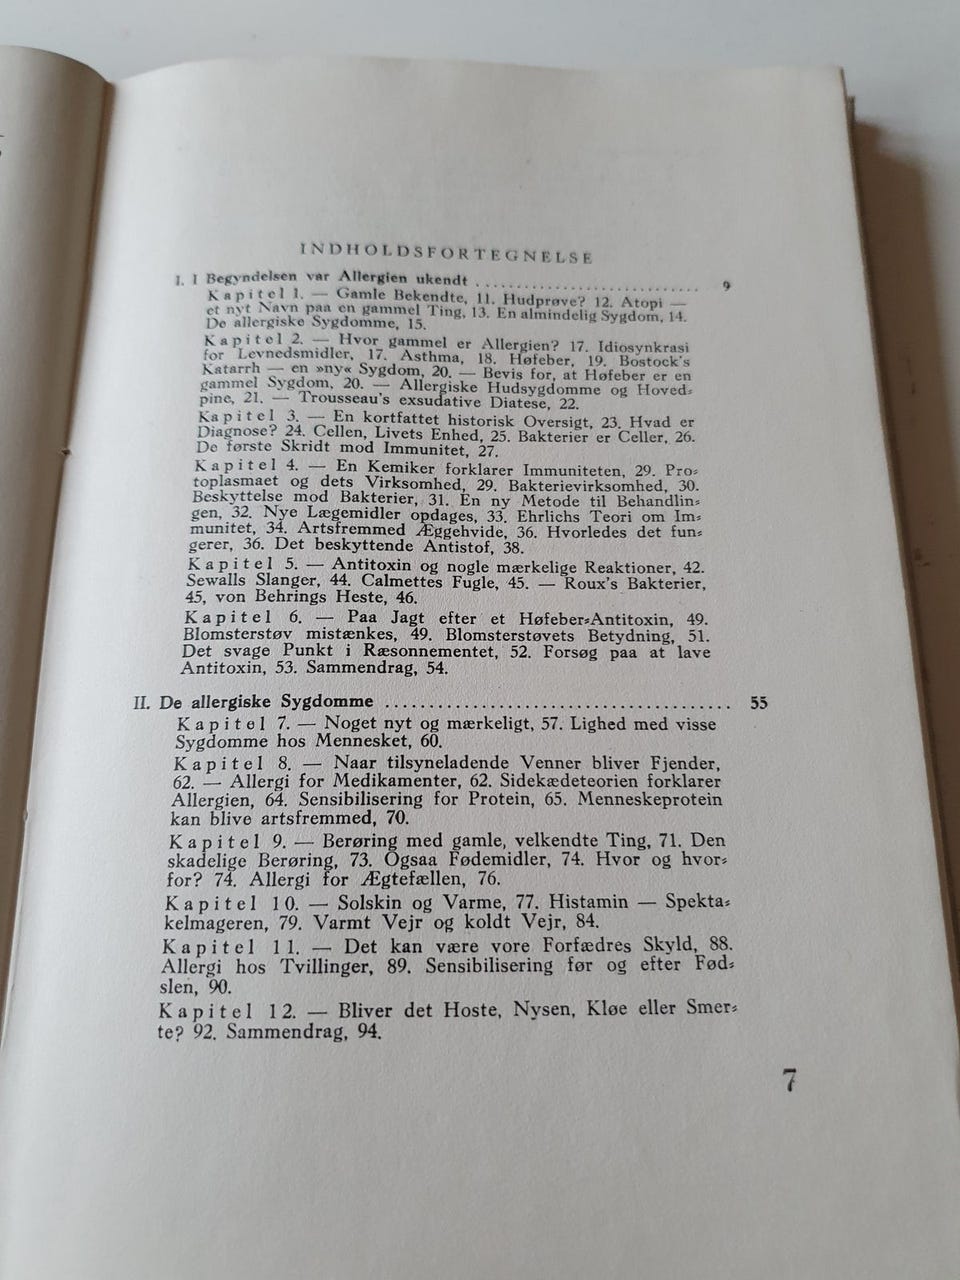 INDHOLDSFORTEGNELSE
I. I Begyndelsen var Allergien ukendt ........................... 9
Kapitel 1. — Gamle Bekendte, 11. Hudprøve? 12. Atopi —
et nyt Navn paa en gammel Ting, 13. En almindelig Sygdom, 14.
De allergiske Sygdomme, 15.
Kapitel 2. — Hvor gammel er Allergien? 17. Idiosynkrasi
for Levnedsmidler, 17. Asthma, 18. Høfeber, 19. Bostock's
Katarrh — en »ny« Sygdom, 20. — Bevis for, at Høfeber er en
gammel Sygdom, 20. — Allergiske Hudsygdomme og Hoved=
pine, 21. — Trousseau's exsudative Diatese, 22.
Kapitel 3. — En kortfattet historisk Oversigt, 23. Hvad er
Diagnose? 24. Cellen, Livets Enhed, 25. Bakterier er Celler, 26.
De første Skridt mod Immunitet, 27.
Kapitel 4. — En Kemiker forklarer Immuniteten, 29. Pro=
toplasmaet og dets Virksomhed, 29. Bakterievirksomhed, 30.
Beskyttelse mod Bakterier, 31. En ny Metode til Behandlin=
gen, 32. Nye Lægemidler opdages, 33. Ehrlichs Teori om Im=
munitet, 34. Artsfremmed Æggehvide, 36. Hvorledes det fun=
gerer, 36. Det beskyttende Antistof, 38.
Kapitel 5. — Antitoxin og nogle mærkelige Reaktioner, 42.
Sewalls Slanger, 44. Calmettes Fugle, 45. — Roux's Bakterier,
45, von Behrings Heste, 46.
Kapitel 6. — Paa Jagt efter et Høfeber=Antitoxin, 49.
Blomsterstøv mistænkes, 49. Blomsterstøvets Betydning, 51.
Det svage Punkt i Ræsonnementet, 52. Forsøg paa at lave
Antitoxin, 53. Sammendrag, 54.
II. De allergiske Sygdomme ...................................... 55
Kapitel 7. — Noget nyt og mærkeligt, 57. Lighed med visse
Sygdomme hos Mennesket, 60.
Kapitel 8. — Naar tilsyneladende Venner bliver Fjender,
62. — Allergi for Medikamenter, 62. Sidekædeteorien forklarer
Allergien, 64. Sensibilisering for Protein, 65. Menneskeprotein
kan blive artsfremmed, 70.
Kapitel 9. — Berøring med gamle, velkendte Ting, 71. Den
skadelige Berøring, 73. Ogsaa Fødemidler, 74. Hvor og hvor=
for? 74. Allergi for Ægtefællen, 76.
Kapitel 10. — Solskin og Varme, 77. Histamin — Spekta=
kelmageren, 79. Varmt Vejr og koldt Vejr, 84.
Kapitel 11. — Det kan være vore Forfædres Skyld, 88.
Allergi hos Tvillinger, 89. Sensibilisering før og efter Fød=
slen, 90.
Kapitel 12. — Bliver det Hoste, Nysen, Kløe eller Smer=
te? 92. Sammendrag, 94.
7